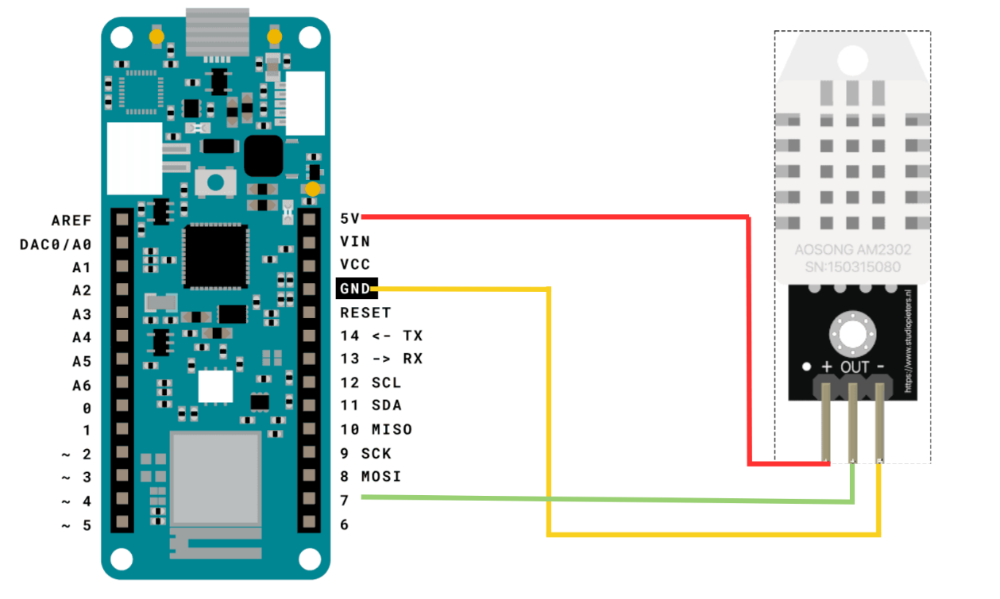 AREF
DAC0/A0
A1
A2
A3
A4
A5
A6
0
1
~ 2
~ 3
~ 4
~ 5
5V
VIN
VCC
GND
RESET
14 <- TX
13 -> RX
12 SCL
11 SDA
10 MISO
9 SCK
8 MOSI
7
6
AOSONG AM2302
SN:150315080
https://www.studiopieters.nl
+ OUT -